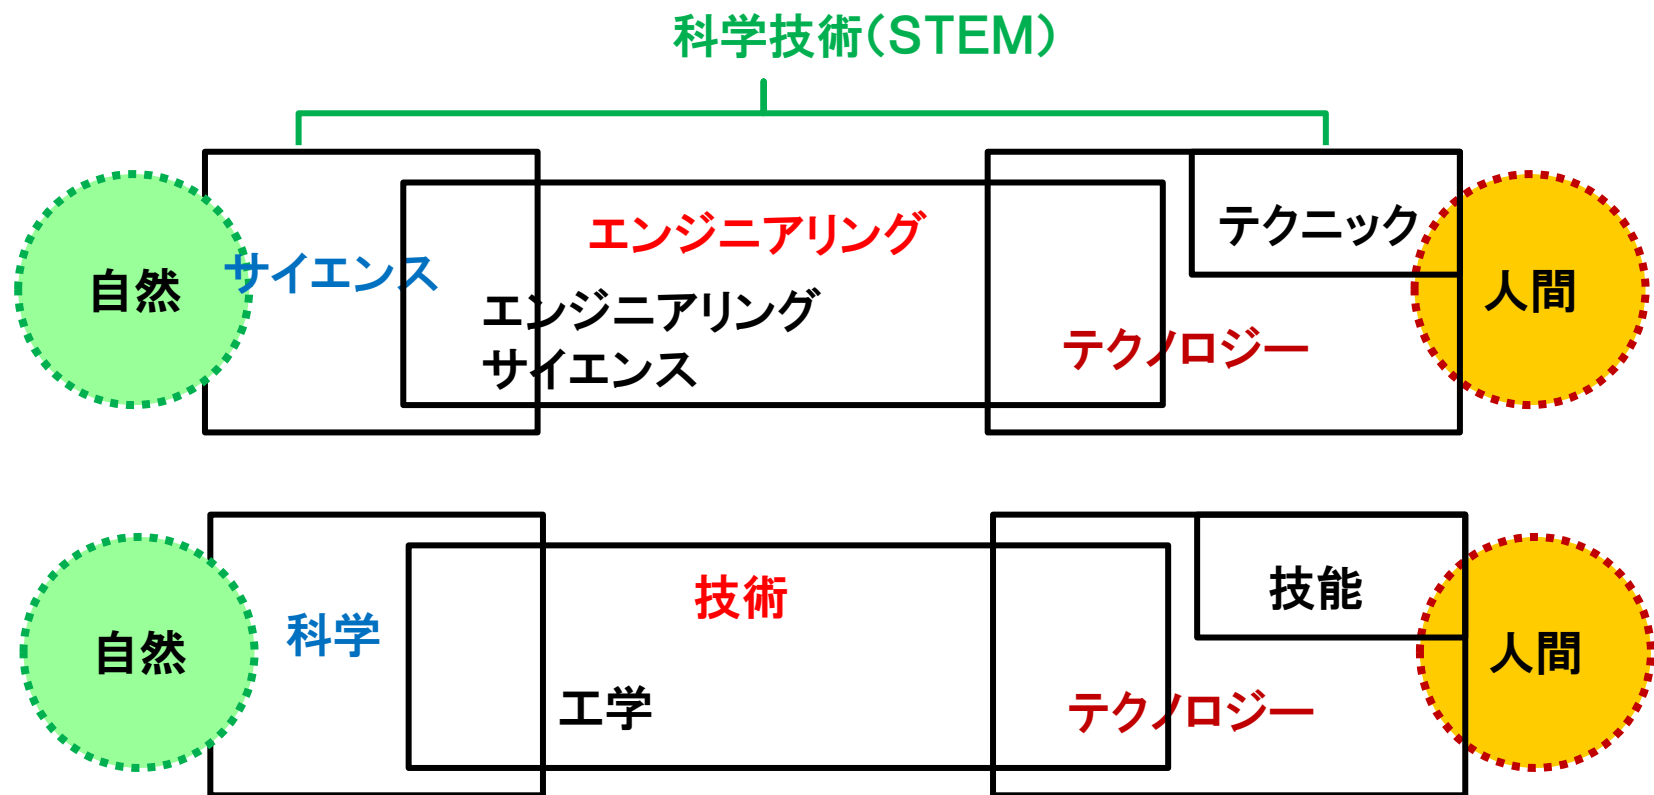 科学技術(STEM)
自然
サイエンス
エンジニアリング
エンジニアリング
サイエンス
テクニック
テクノロジー
人間
自然
科学
技術
工学
技能
テクノロジー
人間